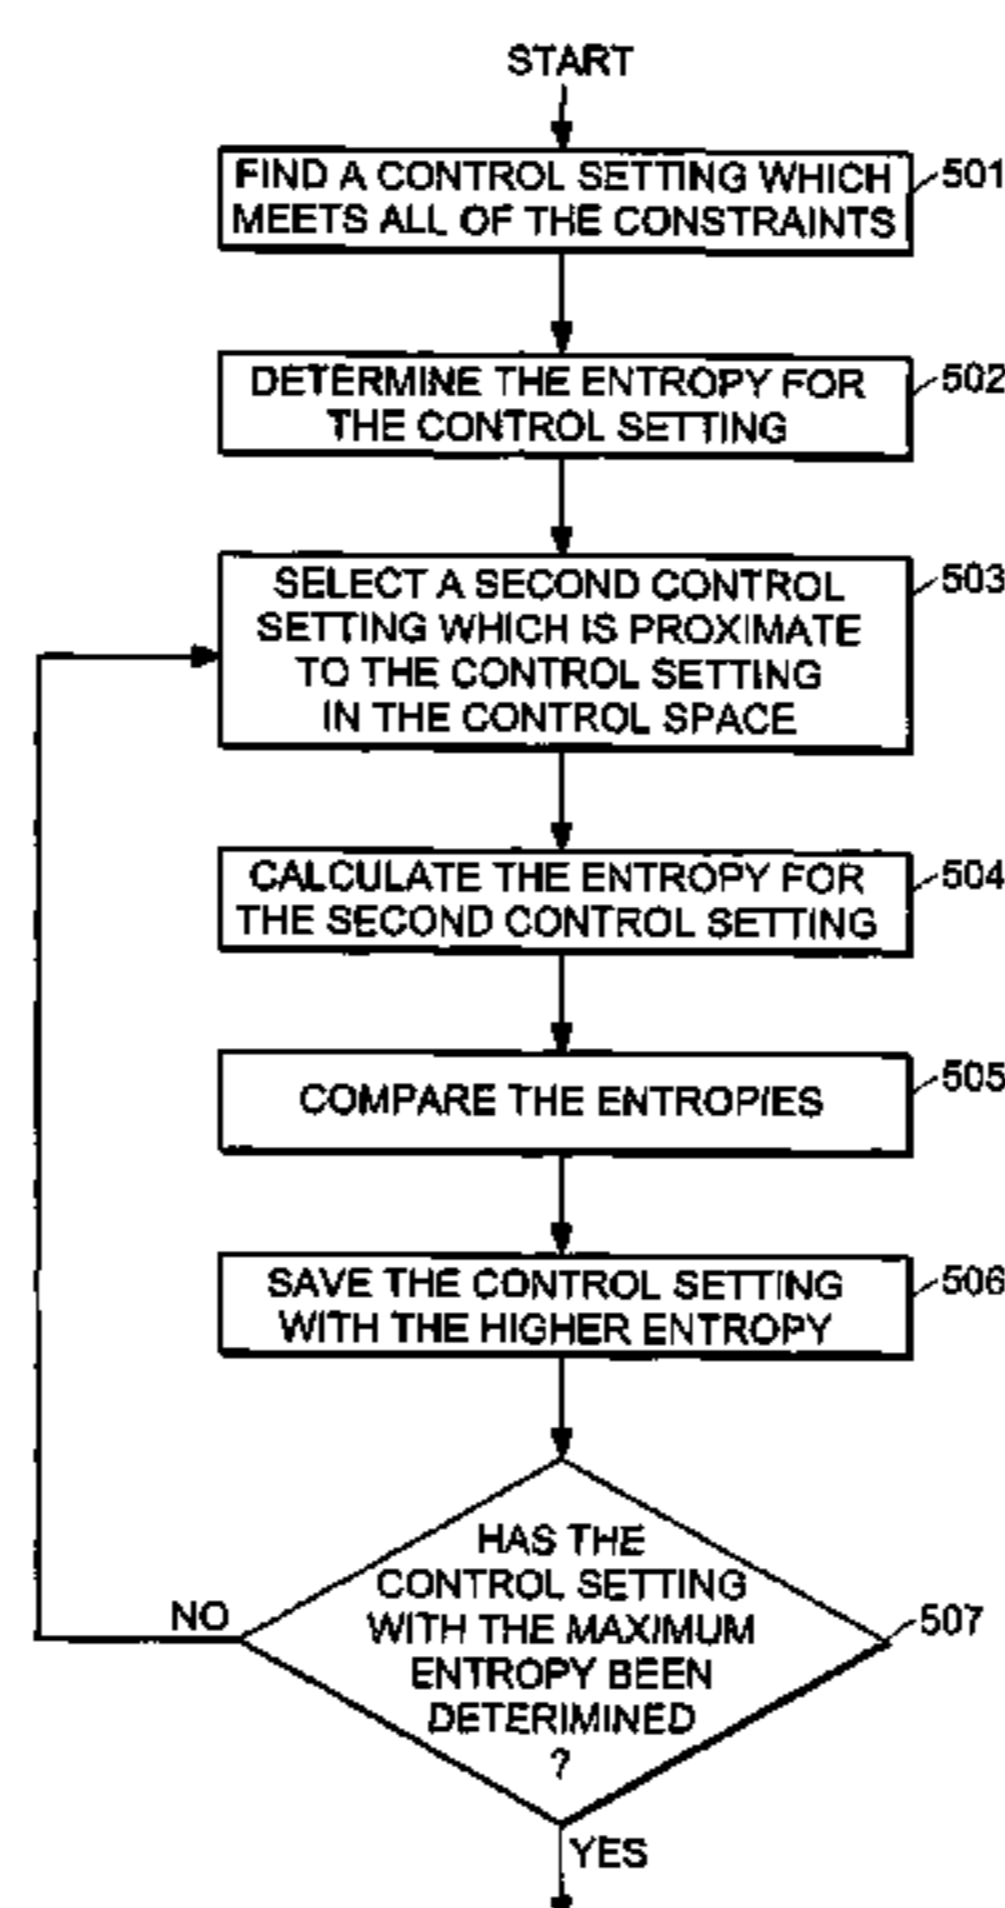 START
FIND A CONTROL SETTING WHICH
MEETS ALL OF THE CONSTRAINTS
501
DETERMINE THE ENTROPY FOR
THE CONTROL SETTING
502
SELECT A SECOND CONTROL
SETTING WHICH IS PROXIMATE
TO THE CONTROL SETTING
IN THE CONTROL SPACE
503
CALCULATE THE ENTROPY FOR
THE SECOND CONTROL SETTING
504
COMPARE THE ENTROPIES
505
SAVE THE CONTROL SETTING
WITH THE HIGHER ENTROPY
506
HAS THE
CONTROL SETTING
WITH THE MAXIMUM
ENTROPY BEEN
DETERIMINED
?
507
NO
YES